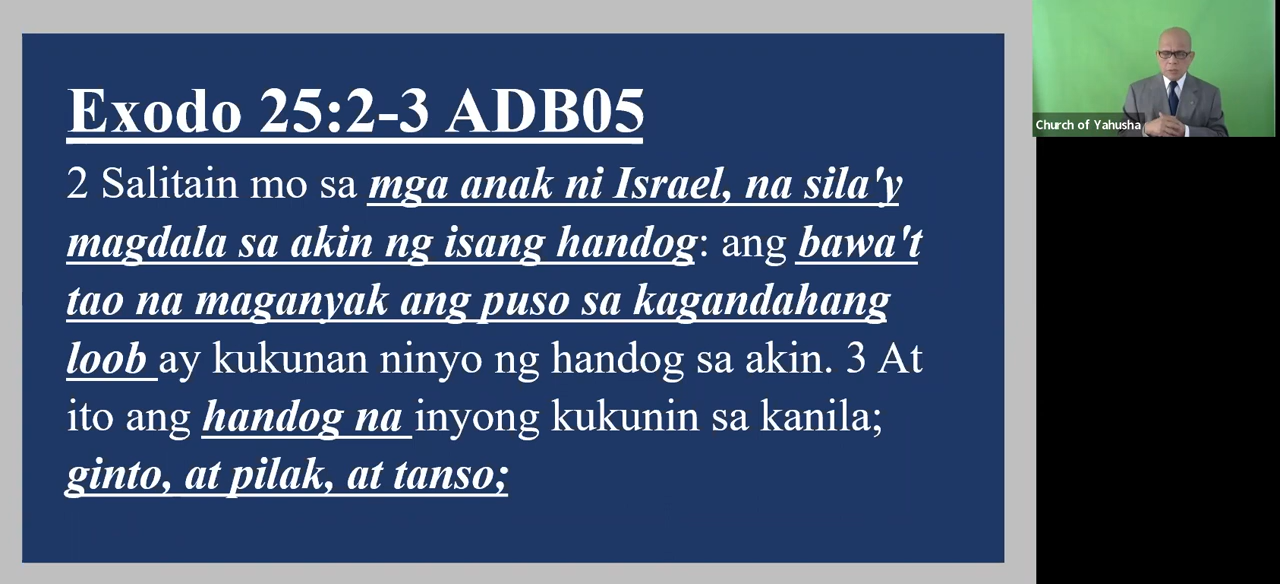 Exodo 25:2-3 ADB05
2 Salitain mo sa mga anak ni Israel, na sila'y
magdala sa akin ng isang handog: ang bawa't
tao na maganyak ang puso sa kagandahang
loob ay kukunan ninyo ng handog sa akin. 3 At
ito ang handog na inyong kukunin sa kanila;
ginto, at pilak, at tanso;
Church of Yahusha